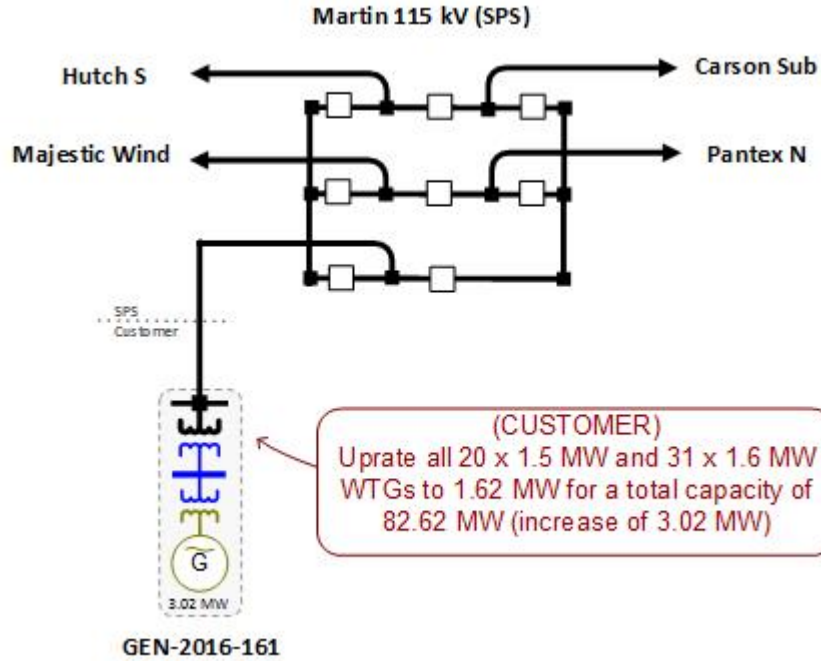 Martin 115 kV (SPS)
Hutch S
Carson Sub
Majestic Wind
Pantex N
SPS
Customer
(CUSTOMER)
Uprate all 20 x 1.5 MW and 31 x 1.6 MW
WTGs to 1.62 MW for a total capacity of
82.62 MW (increase of 3.02 MW)
G
3.02 MW
GEN-2016-161